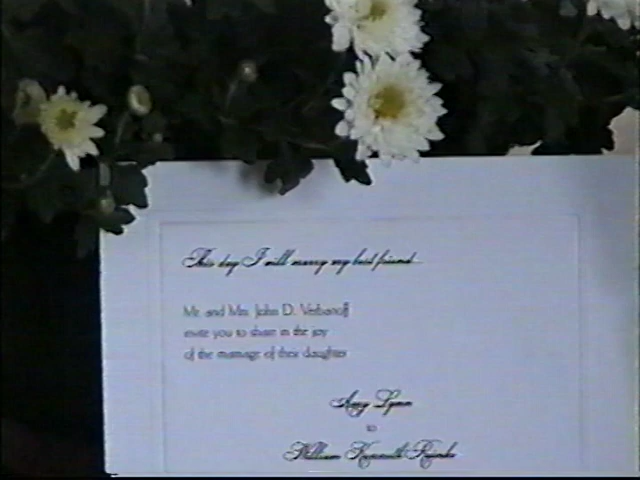 This day I will marry my best friend...
Mr. and Mrs. John D. Verbanoff
invite you to share in the joy
of the marriage of their daughter
Amy Lynn
to
William Kenneth